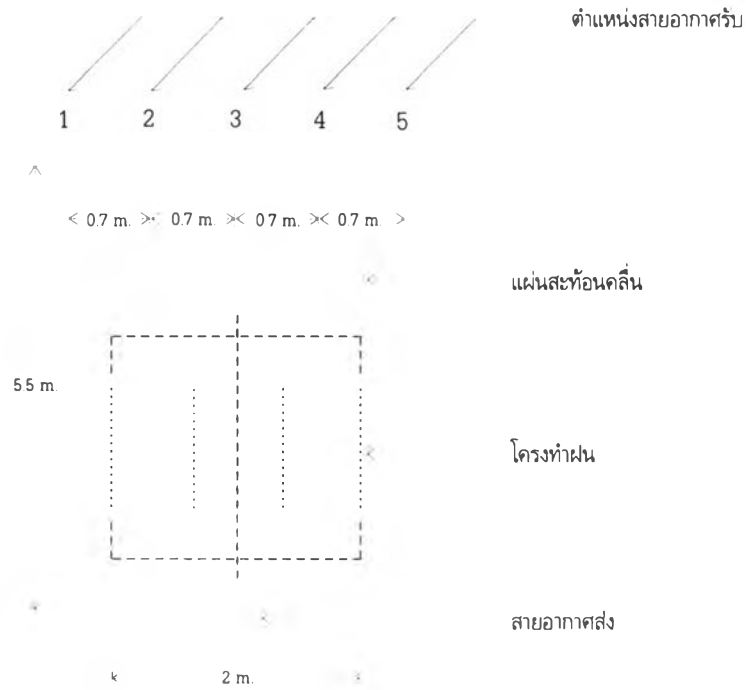 ตำแหน่งสายอากาศรับ
1 2 3 4 5
0.7 m. 0.7 m. 0.7 m. 0.7 m.
แผ่นสะท้อนคลื่น
5.5 m.
โครงทำฝน
สายอากาศส่ง
2 m.